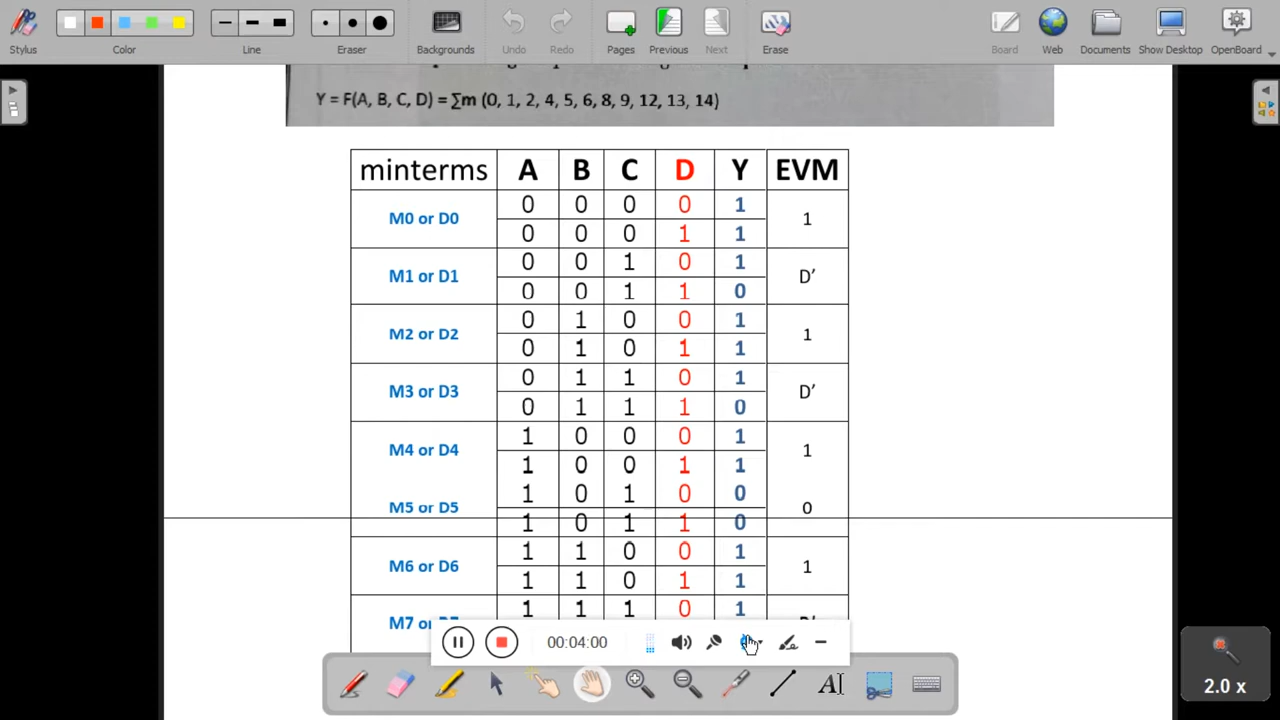 Stylus
Color
Line
Eraser
Backgrounds
Undo
Redo
Pages
Previous
Next
Erase
Board
Web
Documents
Show Desktop
OpenBoard
Y = F(A, B, C, D) = ∑m (0, 1, 2, 4, 5, 6, 8, 9, 12, 13, 14)
minterms A B C D Y EVM
M0 or D0 0 0 0 0 1 1
0 0 0 1 1
M1 or D1 0 0 1 0 1 D’
0 0 1 1 0
M2 or D2 0 1 0 0 1 1
0 1 0 1 1
M3 or D3 0 1 1 0 1 D’
0 1 1 1 0
M4 or D4 1 0 0 0 1 1
1 0 0 1 1
M5 or D5 1 0 1 0 0 0
1 0 1 1 0
M6 or D6 1 1 0 0 1 1
1 1 0 1 1
M7 or 1 1 1 0 1
00:04:00
AI
2.0 x